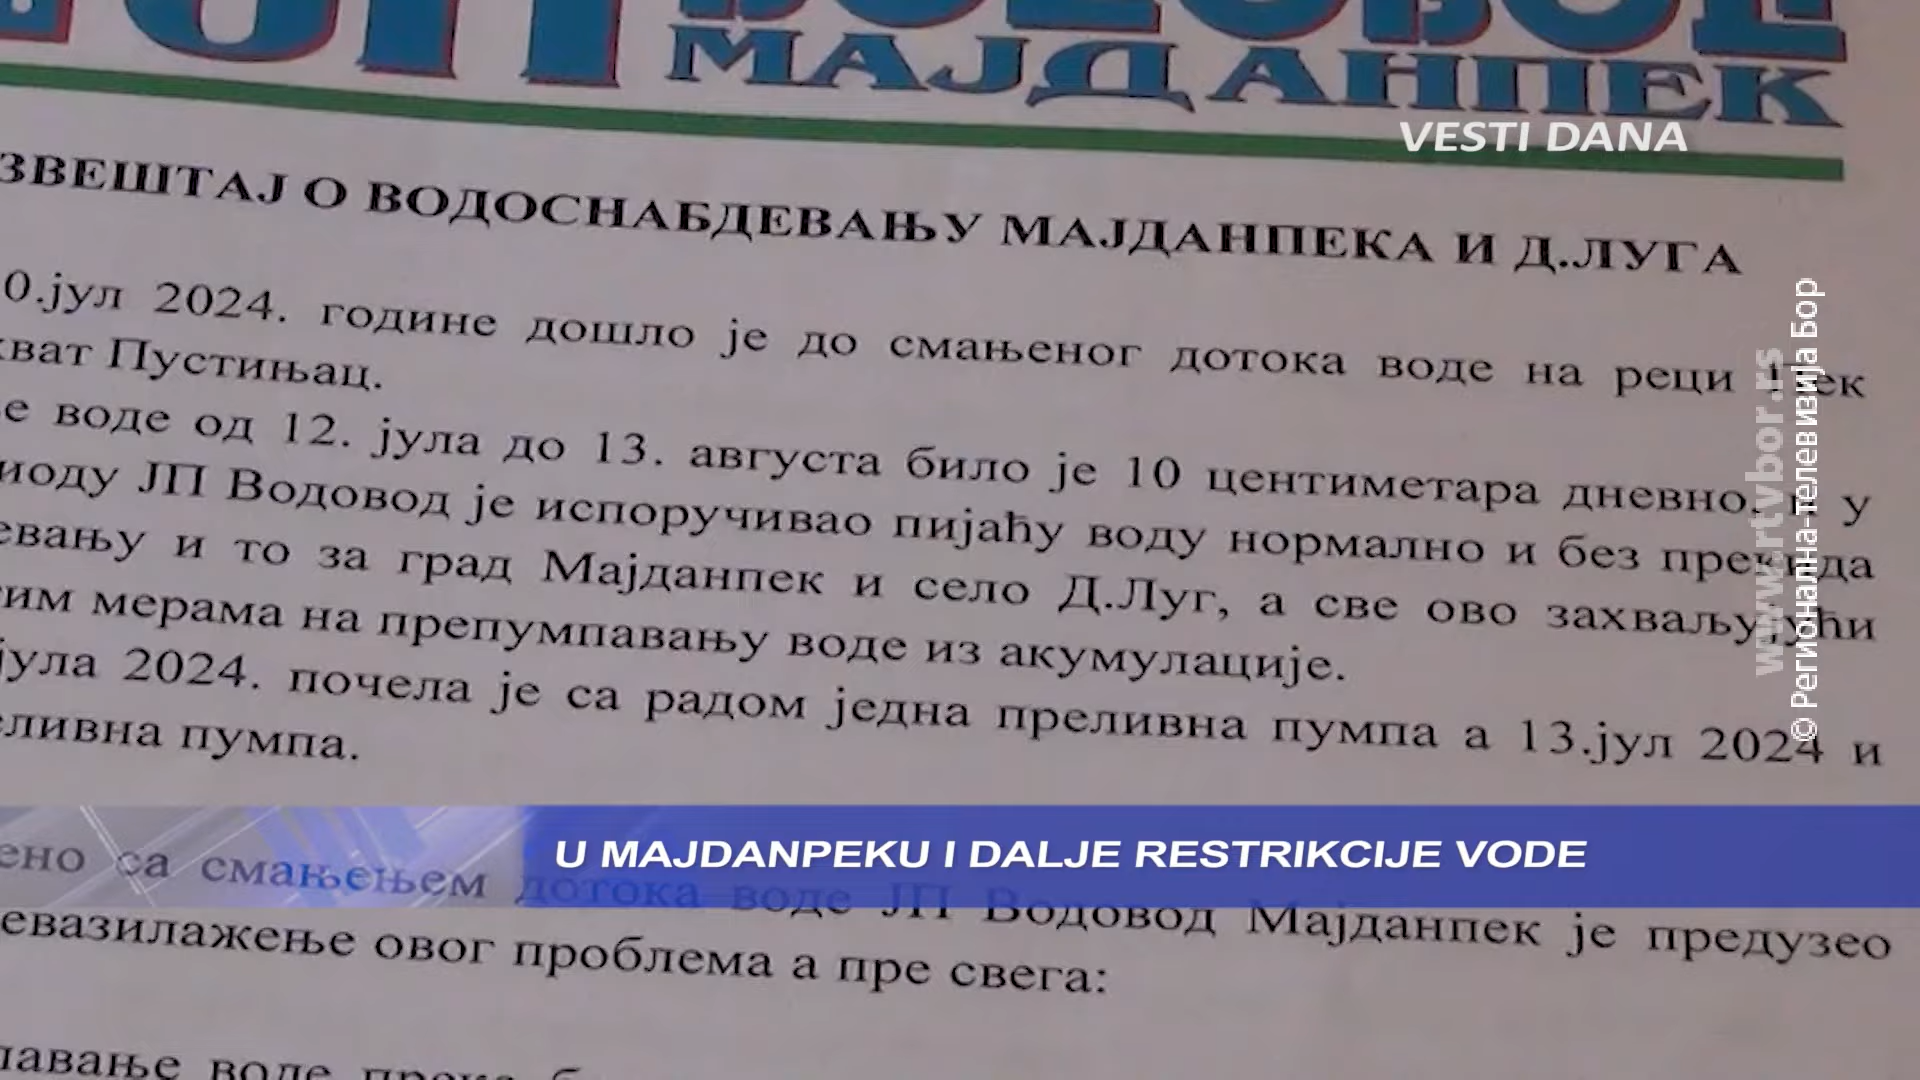 МАЈДАНПЕК
VESTI DANA
ЗВЕШТАЈ О ВОДОСНАБДЕВАЊУ МАЈДАНПЕКА И Д.ЛУГА
0.јул 2024. године дошло је до смањеног дотока воде на реци Пек
хват Пустињац.
е воде од 12. јула до 13. августа било је 10 центиметара дневно. и у
иоду ЈП Водовод је испоручивао пијаћу воду нормално и без прекида
евању и то за град Мајданпек и село Д.Луг, а све ово захваљујући
им мерама на препумпавању воде из акумулације.
јула 2024. почела је са радом једна преливна пумпа а 13.јул 2024 и
еливна пумпа.
U MAJDANPEKU I DALJE RESTRIKCIJE VODE
ено са смањењем дотока воде ЈП Водовод Мајданпек је предузео
евазилажење овог проблема а пре свега:
воде
www.rtvbor.rs
© Регионална-телевизија Бор